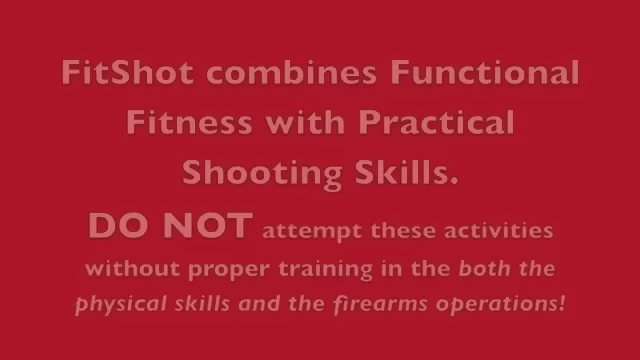 FitShot combines Functional
Fitness with Practical
Shooting Skills.
DO NOT attempt these activities
without proper training in the both the
physical skills and the firearms operations!